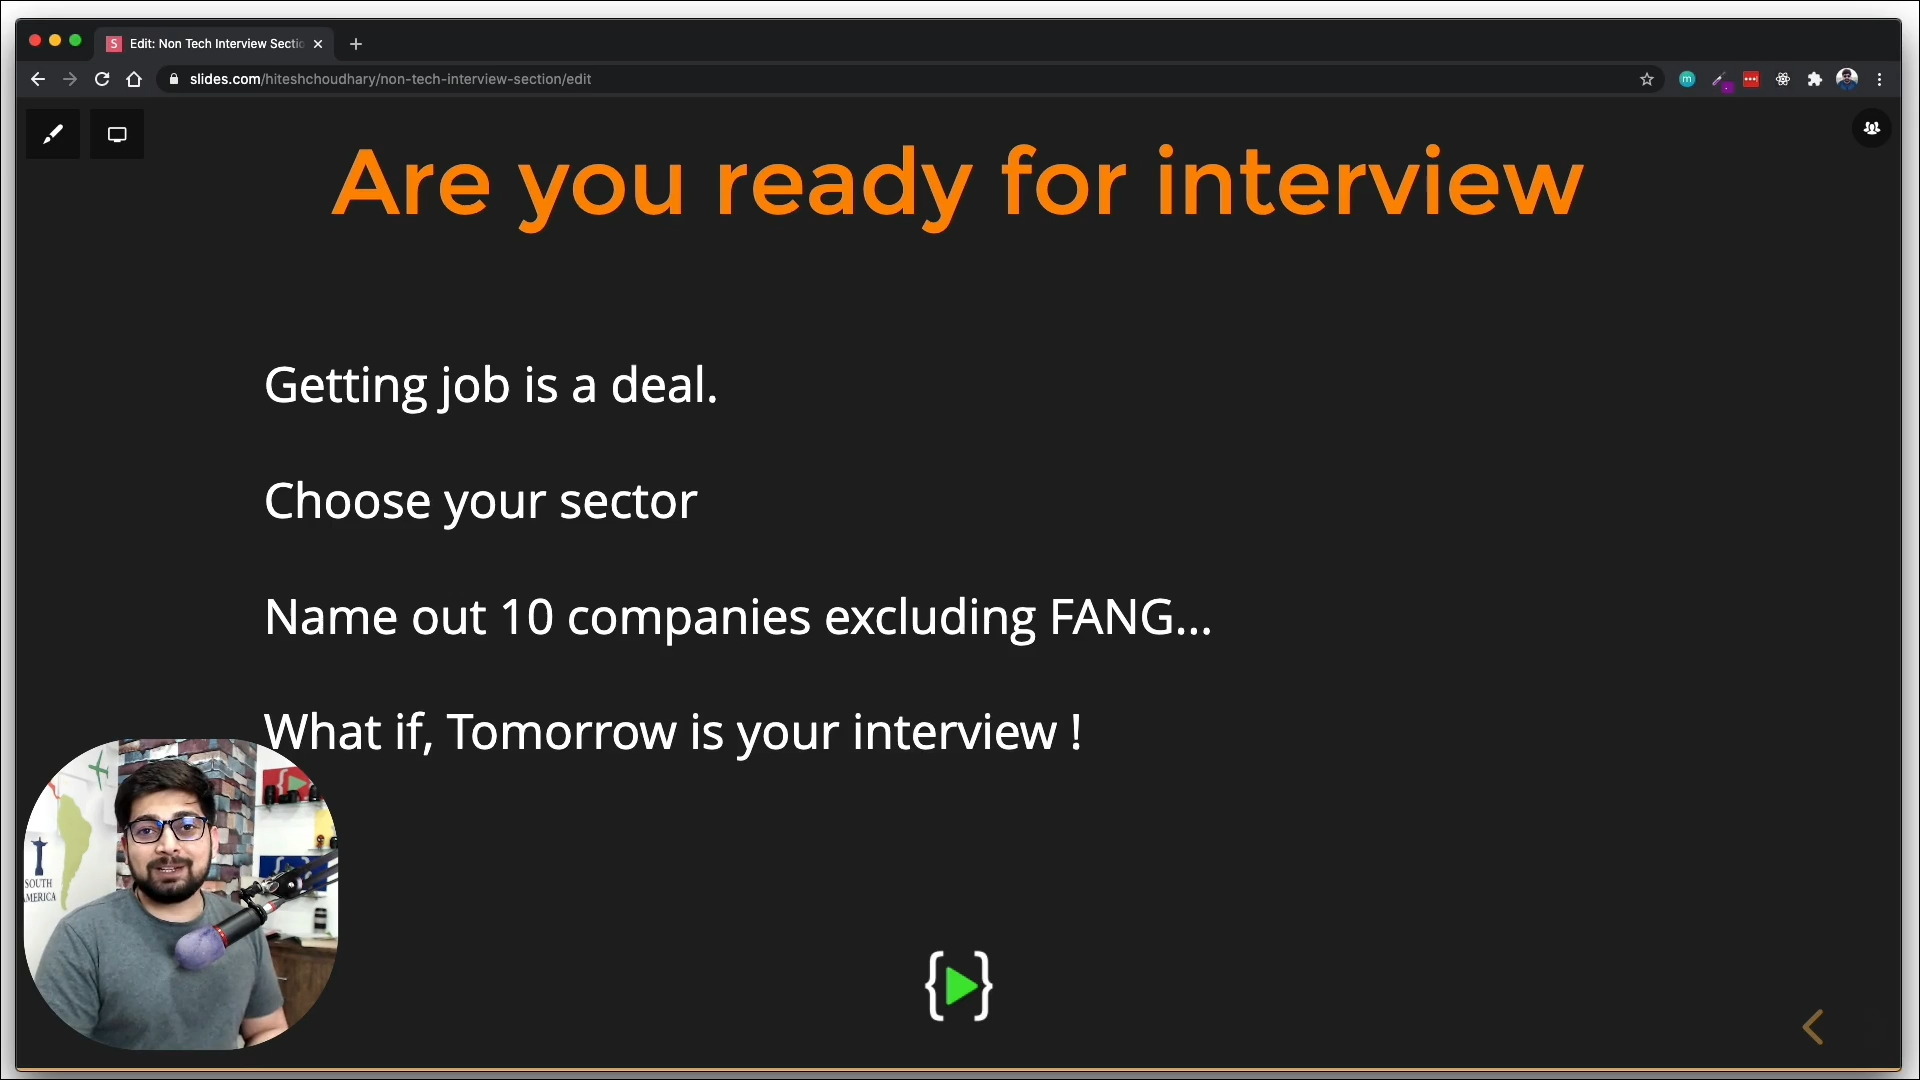 Edit: Non Tech Interview Sectio
slides.com/hiteshchoudhary/non-tech-interview-section/edit
Are you ready for interview
Getting job is a deal.
Choose your sector
Name out 10 companies excluding FANG...
What if, Tomorrow is your interview !
SOUTH
AMERICA